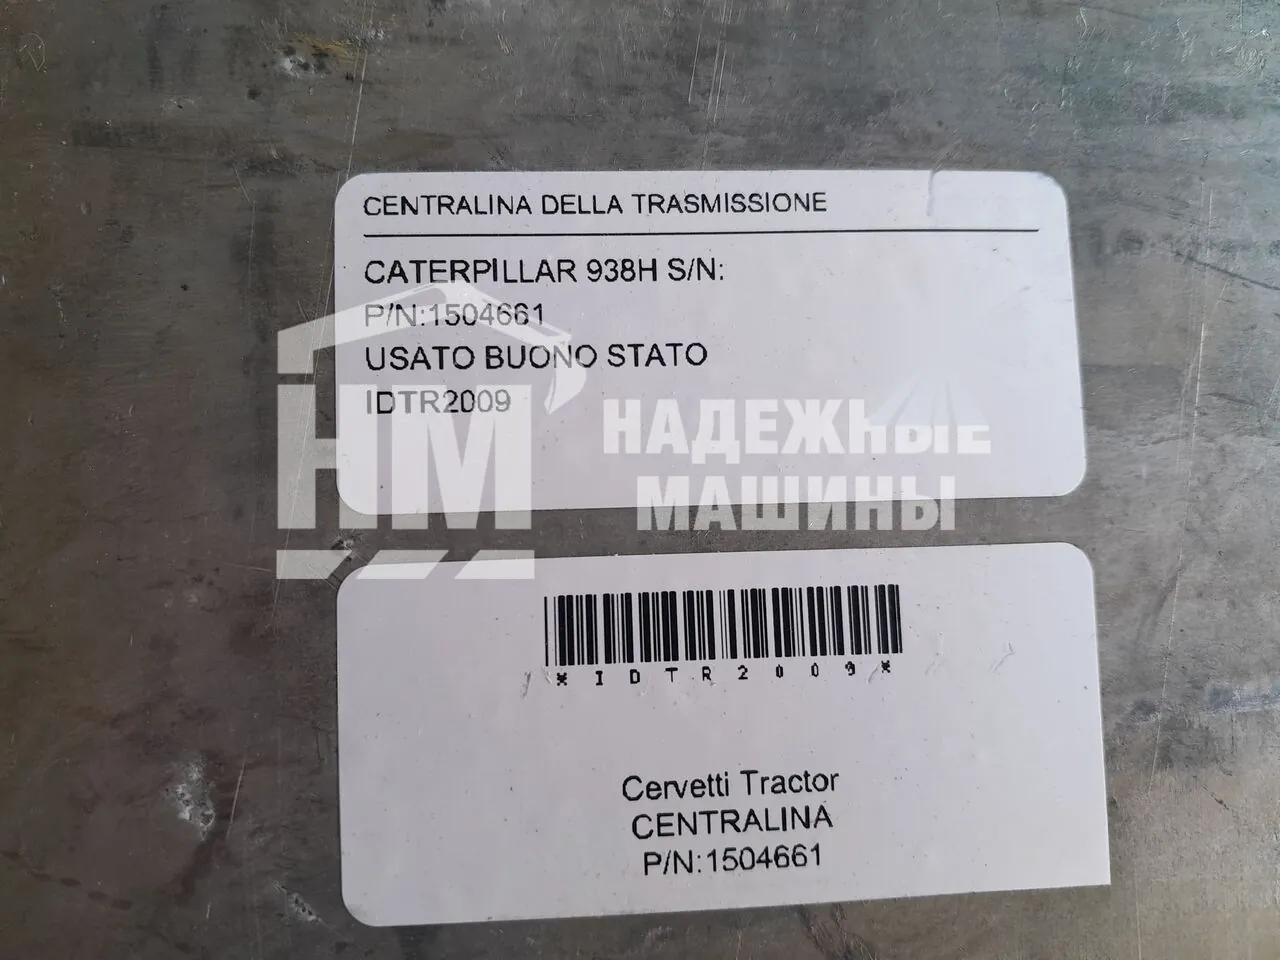 CENTRALINA DELLA TRASMISSIONE
CATERPILLAR 938H S/N:
P/N:1504661
USATO BUONO STATO
IDTR2009
НМ
НАДЕЖНЫЕ
МАШИНЫ
*IDTR2009*
Cervetti Tractor
CENTRALINA
P/N:1504661